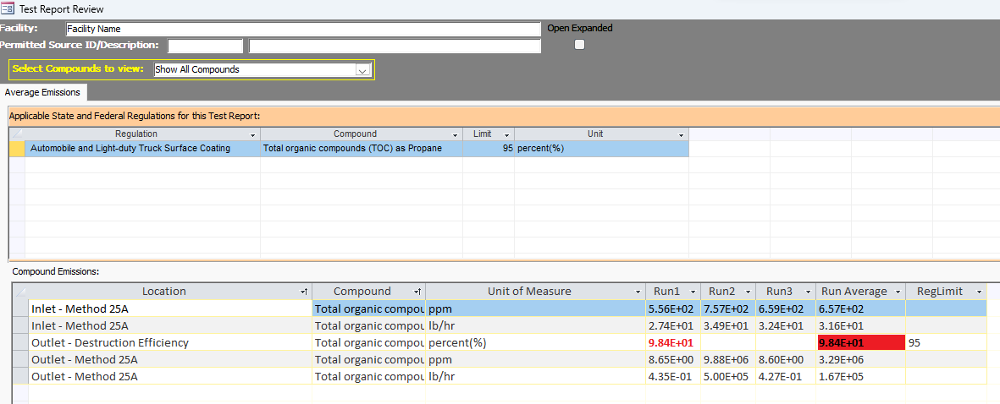 Test Report Review
Facility: Facility Name Open Expanded
Permitted Source ID/Description:
Select Compounds to view: Show All Compounds
Average Emissions
Applicable State and Federal Regulations for this Test Report:
Regulation Compound Limit Unit
Automobile and Light-duty Truck Surface Coating Total organic compounds (TOC) as Propane 95 percent(%)
Compound Emissions:
Location Compound Unit of Measure Run1 Run2 Run3 Run Average RegLimit
Inlet - Method 25A Total organic compou ppm 5.56E+02 7.57E+02 6.59E+02 6.57E+02
Inlet - Method 25A Total organic compou lb/hr 2.74E+01 3.49E+01 3.24E+01 3.16E+01
Outlet - Destruction Efficiency Total organic compou percent(%) 9.84E+01 9.84E+01 95
Outlet - Method 25A Total organic compou ppm 8.65E+00 9.88E+06 8.60E+00 3.29E+06
Outlet - Method 25A Total organic compou lb/hr 4.35E-01 5.00E+05 4.27E-01 1.67E+05